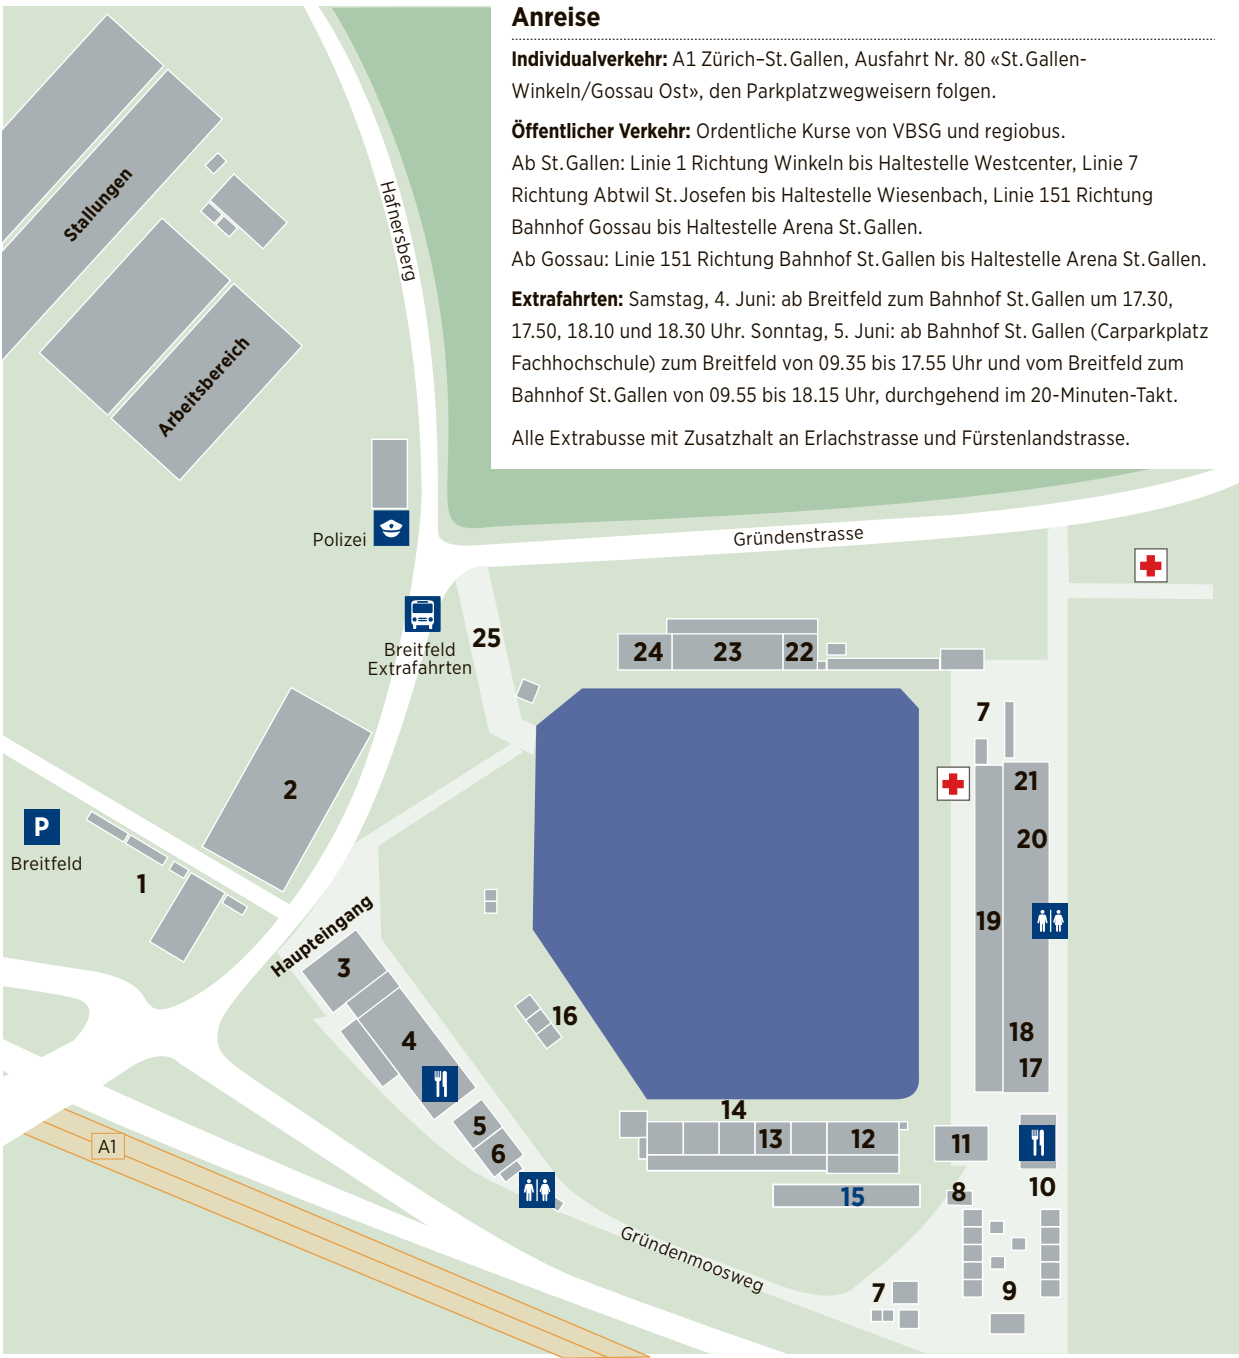 Anreise
Individualverkehr: A1 Zürich–St.Gallen, Ausfahrt Nr. 80 «St.Gallen-
Winkeln/Gossau Ost», den Parkplatzwegweisern folgen.
Öffentlicher Verkehr: Ordentliche Kurse von VBSG und regiobus.
Ab St.Gallen: Linie 1 Richtung Winkeln bis Haltestelle Westcenter, Linie 7
Richtung Abtwil St.Josefen bis Haltestelle Wiesenbach, Linie 151 Richtung
Bahnhof Gossau bis Haltestelle Arena St.Gallen.
Ab Gossau: Linie 151 Richtung Bahnhof St.Gallen bis Haltestelle Arena St.Gallen.
Extrafahrten: Samstag, 4. Juni: ab Breitfeld zum Bahnhof St.Gallen um 17.30,
17.50, 18.10 und 18.30 Uhr. Sonntag, 5. Juni: ab Bahnhof St. Gallen (Carparkplatz
Fachhochschule) zum Breitfeld von 09.35 bis 17.55 Uhr und vom Breitfeld zum
Bahnhof St.Gallen von 09.55 bis 18.15 Uhr, durchgehend im 20-Minuten-Takt.
Alle Extrabusse mit Zusatzhalt an Erlachstrasse und Fürstenlandstrasse.
Stallungen
Hafnersberg
Arbeitsbereich
Polizei
Gründenstrasse
Breitfeld
Extrafahrten
25
24
23
22
7
2
21
20
P
Breitfeld
1
19
Haupteingang
3
16
4
18
17
14
5
13
12
11
6
A1
15
8
10
Gründenmoosweg
7
9